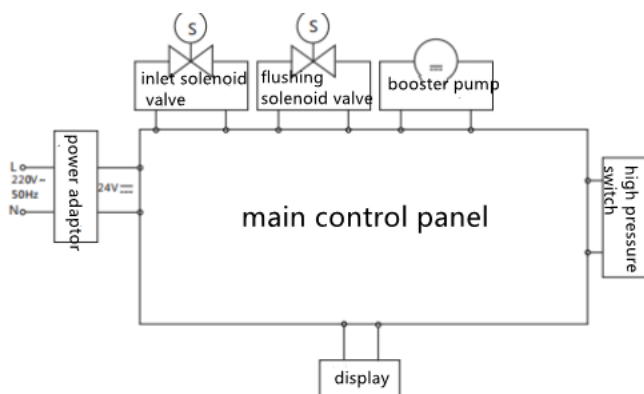 S
S
inlet solenoid
valve
flushing
solenoid valve
booster pump
power adaptor
L
220V~
50Hz
N
24V
main control panel
high pressure
switch
display